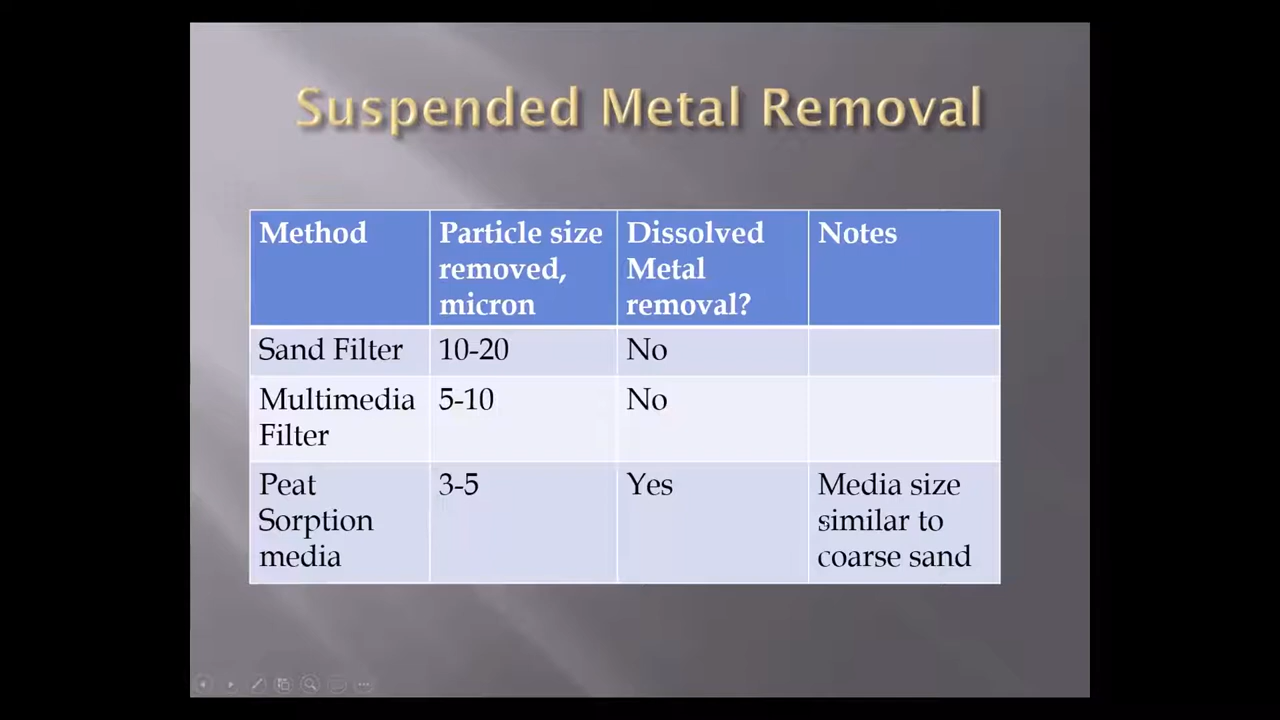 Suspended Metal Removal
Method
Particle size
removed,
micron
Dissolved
Metal
removal?
Notes
Sand Filter
10-20
No
Multimedia
Filter
5-10
No
Peat
Sorption
media
3-5
Yes
Media size
similar to
coarse sand